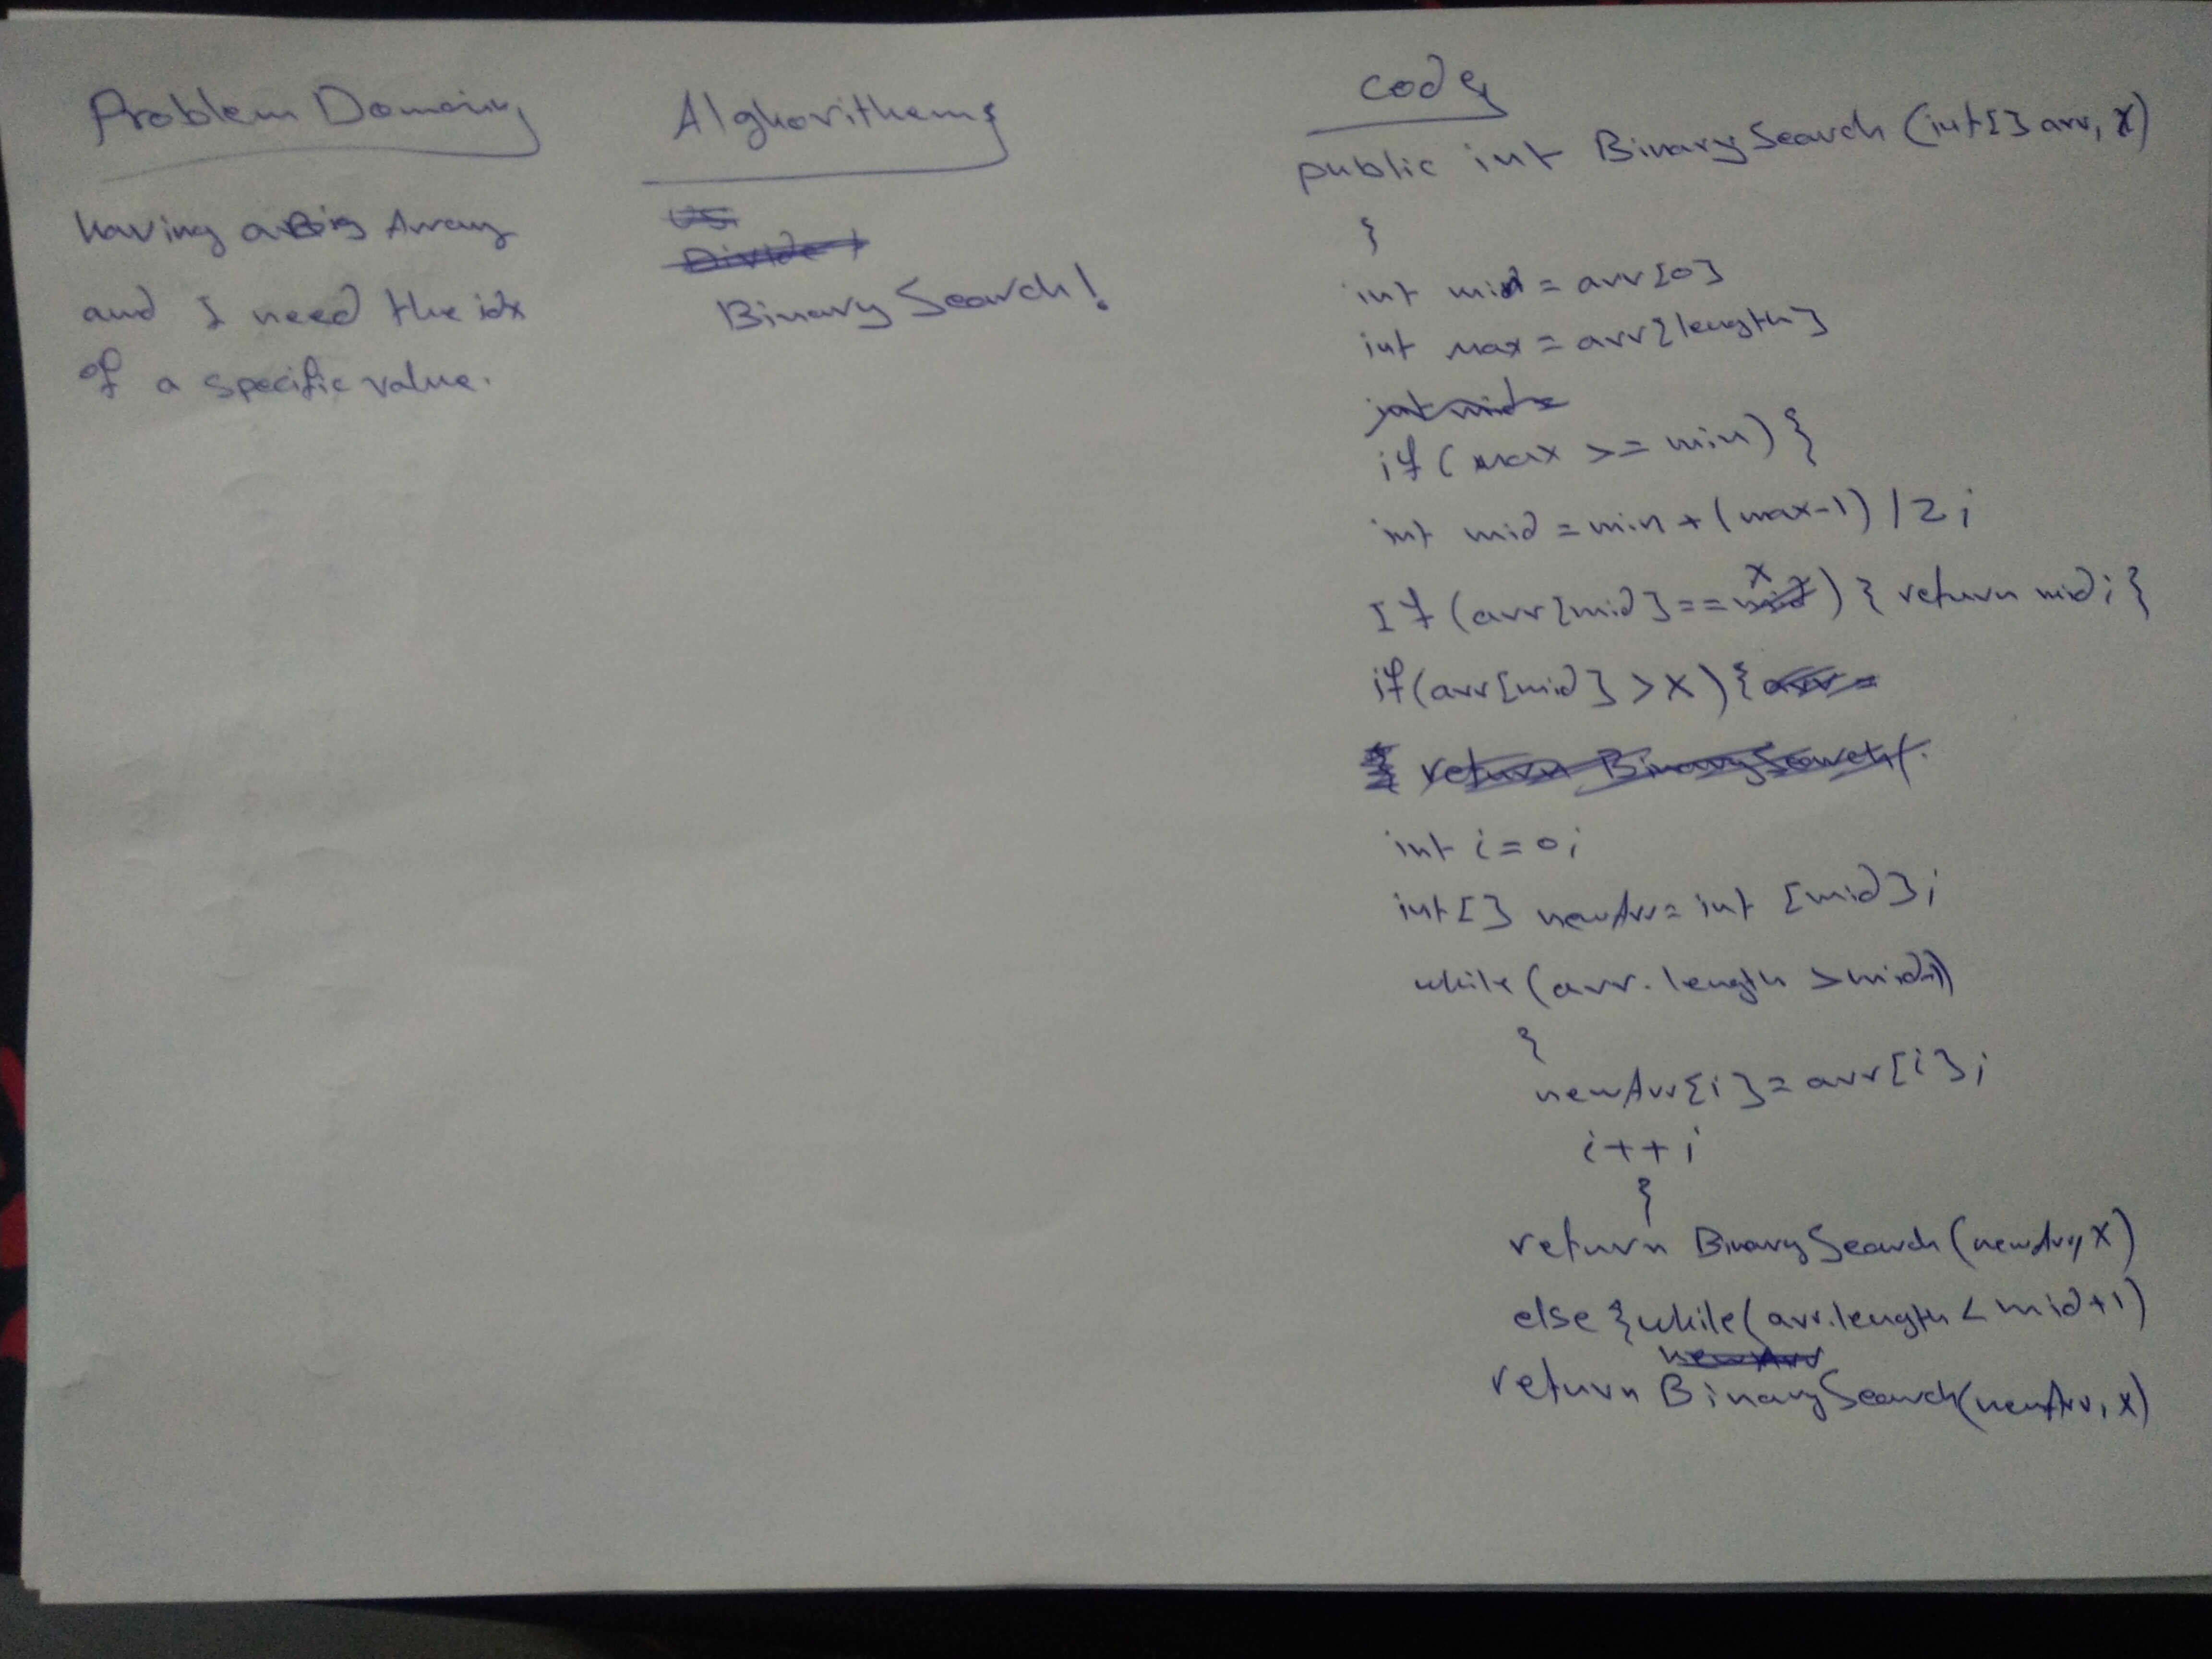 Problem Domain
having a Big Array
and I need the idx
of a specific value.
Alghorithems
Binary Search!
Code
public int BinarySearch(int[] arr, x)
{
int min = arr[0]
int max = arr[length]
if (max >= min) {
int mid = min + (max-1) / 2;
If (arr[mid] == x) { return mid; }
if (arr[mid] > x) {
int i = 0;
int[] newArr = int [mid];
while (arr.length > mid)
{
newArr[i] = arr[i];
i++;
}
return BinarySearch(newArr, x)
else { while (arr.length < mid+1)
return BinarySearch(newArr, x)